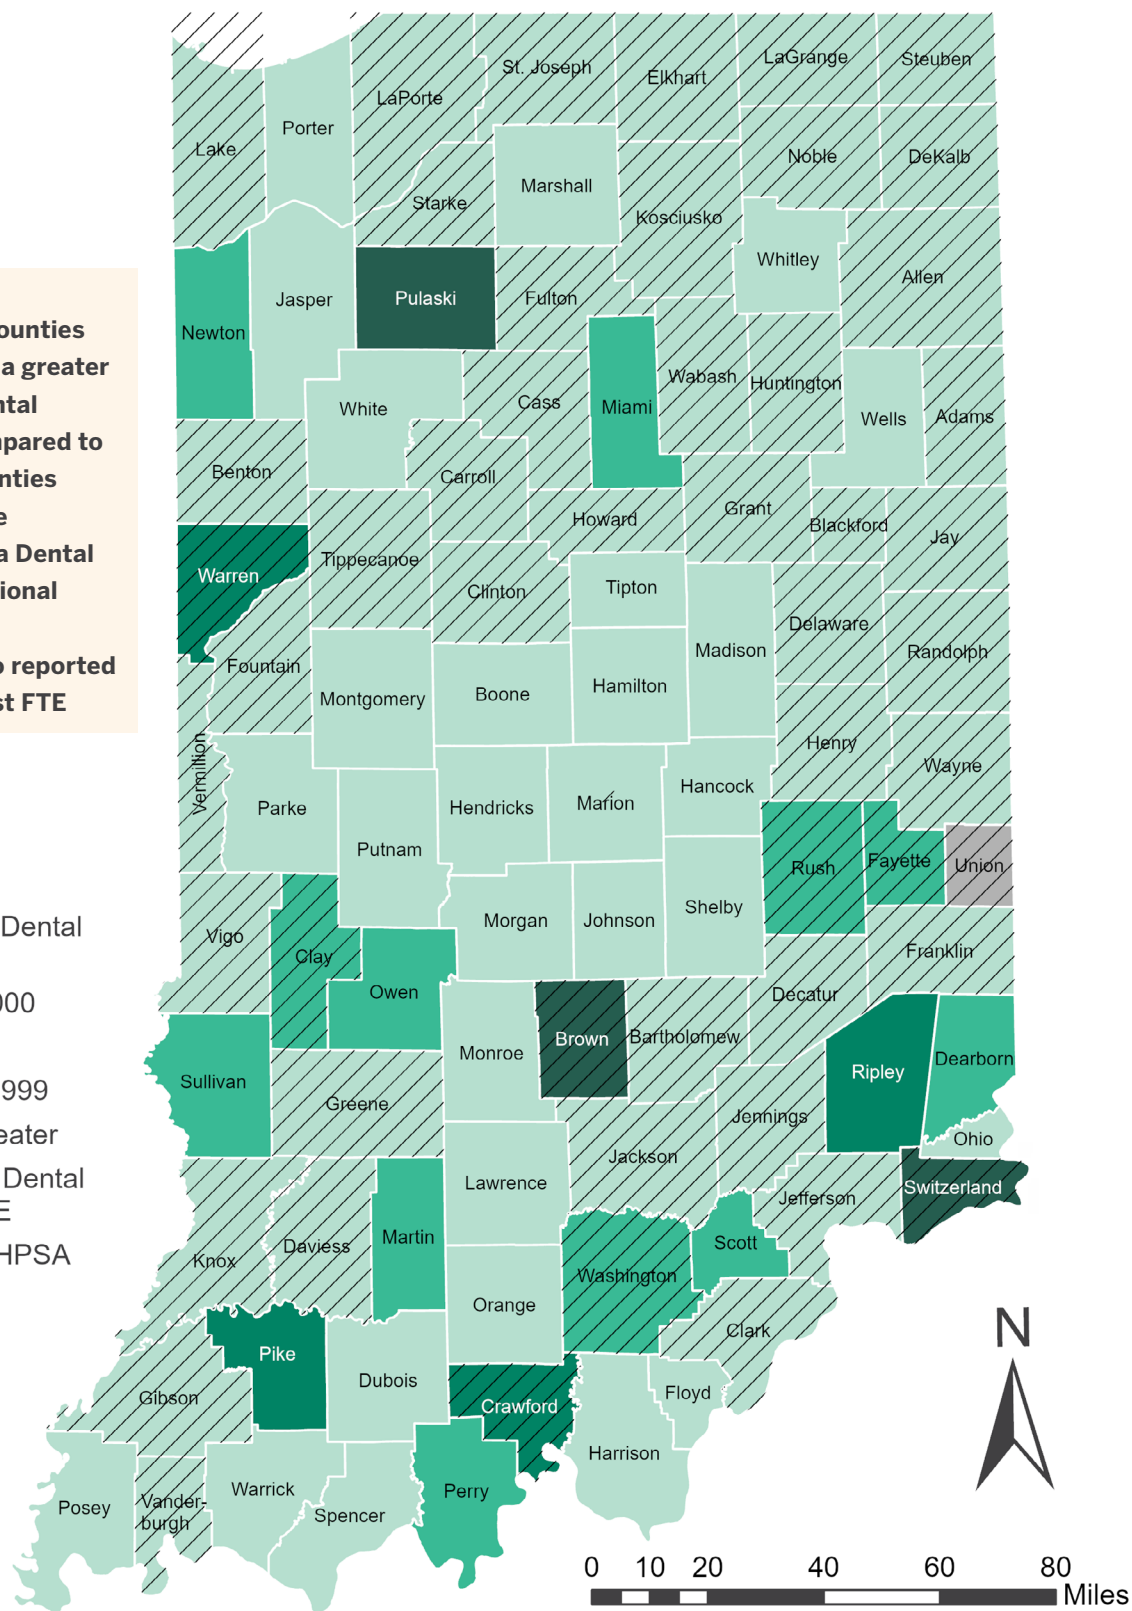 ounties
a greater
ntal
mpared to
nties
e
a Dental
ional
o reported
st FTE
Dental
000
999
eater
Dental
E
HPSA
St. Joseph
LaGrange
Steuben
Elkhart
LaPorte
Porter
Lake
Noble
DeKalb
Marshall
Starke
Kosciusko
Whitley
Allen
Pulaski
Fulton
Jasper
Newton
Wabash
Huntington
White
Cass
Miami
Wells
Adams
Benton
Carroll
Grant
Howard
Blackford
Jay
Tippecanoe
Warren
Clinton
Tipton
Delaware
Madison
Randolph
Fountain
Montgomery
Boone
Hamilton
Henry
Wayne
Vermillion
Parke
Hendricks
Marion
Hancock
Putnam
Rush
Fayette
Union
Morgan
Johnson
Shelby
Vigo
Clay
Franklin
Owen
Decatur
Monroe
Brown
Bartholomew
Dearborn
Ripley
Sullivan
Greene
Jennings
Ohio
Jackson
Lawrence
Switzerland
Jefferson
Martin
Daviess
Scott
Knox
Washington
Orange
Clark
Pike
Dubois
Floyd
Gibson
Crawford
Harrison
Posey
Vander-
burgh
Warrick
Spencer
Perry
N
0 10 20 40 60 80
Miles